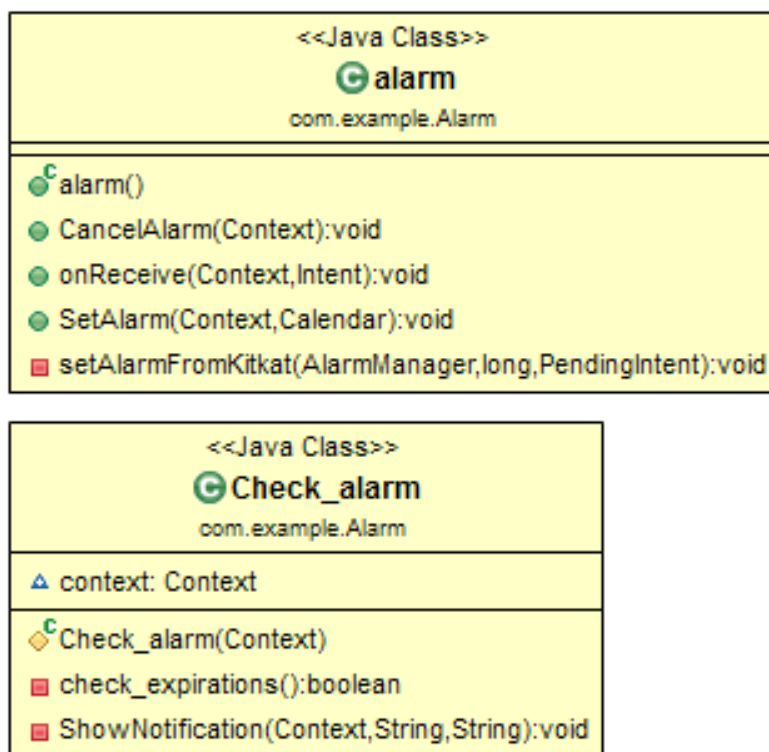 <<Java Class>>
C alarm
com.example.Alarm
C alarm()
CancelAlarm(Context):void
onReceive(Context,Intent):void
SetAlarm(Context,Calendar):void
setAlarmFromKitkat(AlarmManager,long,PendingIntent):void
<<Java Class>>
C Check_alarm
com.example.Alarm
context: Context
C Check_alarm(Context)
check_expirations():boolean
ShowNotification(Context,String,String):void